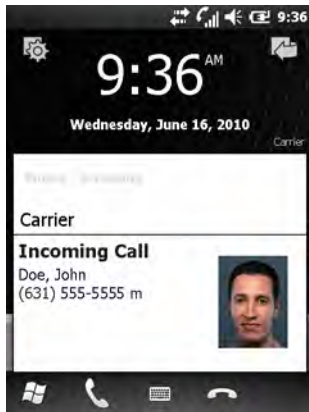 9:36
9:36 AM
Wednesday, June 16, 2010
Carrier
Carrier
Incoming Call
Doe, John
(631) 555-5555 m